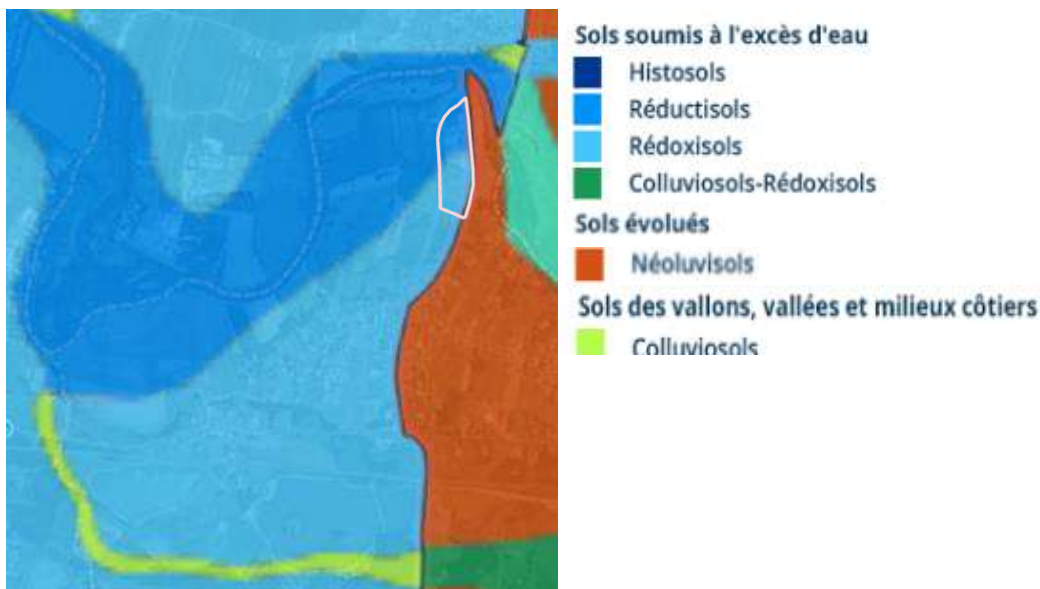 Sols soumis à l'excès d'eau
Histosols
Réductisols
Rédoxisols
Colluviosols-Rédoxisols
Sols évolués
Néoluvisols
Sols des vallons, vallées et milieux côtiers
Colluviosols